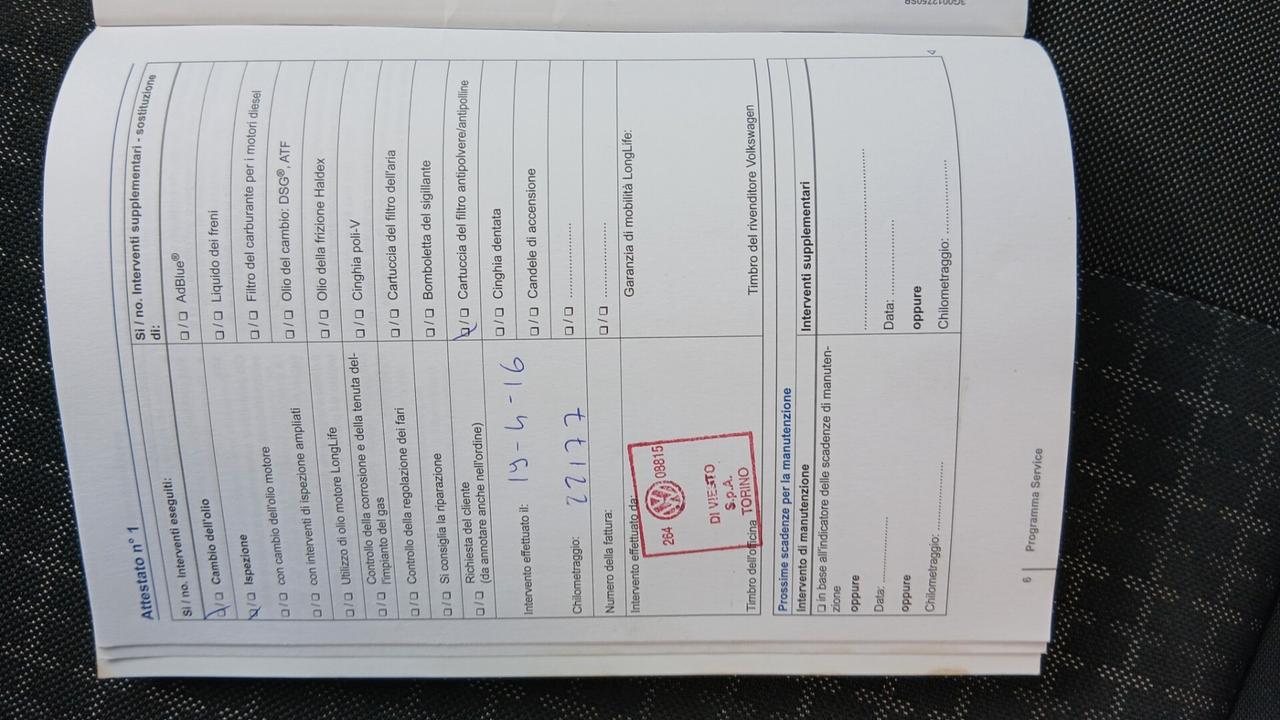 3G0012750SB
Attestato n° 1
Sì / no. Interventi eseguiti:
❑ / ❑ Cambio dell'olio
❑ / ❑ Ispezione
❑ / ❑ con cambio dell'olio motore
❑ / ❑ con interventi di ispezione ampliati
❑ / ❑ Utilizzo di olio motore LongLife
❑ / ❑ Controllo della corrosione e della tenuta del-
l'impianto del gas
❑ / ❑ Controllo della regolazione dei fari
❑ / ❑ Si consiglia la riparazione
❑ / ❑ Richiesta del cliente
(da annotare anche nell'ordine)
Intervento effettuato il: 19-4-16
Chilometraggio: 22177
Numero della fattura:
Intervento effettuato da:
264 VW 08815
DI VIESTO
S.p.A.
TORINO
Timbro dell'officina
Sì / no. Interventi supplementari - sostituzione
di:
❑ / ❑ AdBlue®
❑ / ❑ Liquido dei freni
❑ / ❑ Filtro del carburante per i motori diesel
❑ / ❑ Olio del cambio: DSG®, ATF
❑ / ❑ Olio della frizione Haldex
❑ / ❑ Cinghia poli-V
❑ / ❑ Cartuccia del filtro dell'aria
❑ / ❑ Bomboletta del sigillante
❑ / ❑ Cartuccia del filtro antipolvere/antipolline
❑ / ❑ Cinghia dentata
❑ / ❑ Candele di accensione
❑ / ❑ ..................
❑ / ❑ ..................
Garanzia di mobilità LongLife:
Timbro del rivenditore Volkswagen
Prossime scadenze per la manutenzione
Intervento di manutenzione
❑ in base all'indicatore delle scadenze di manuten-
zione
oppure
Data: ..................
oppure
Chilometraggio: ..................
Interventi supplementari
..................
Data: ..................
oppure
Chilometraggio: ..................
6 | Programma Service